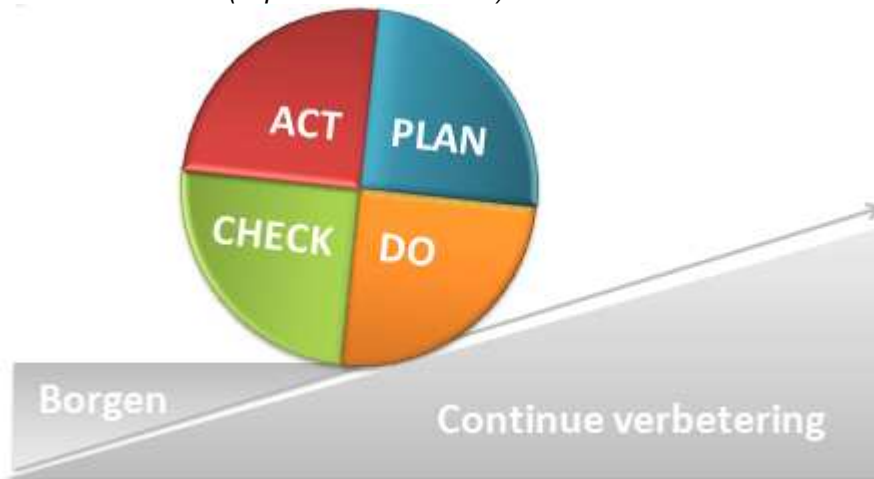 ACT
PLAN
CHECK
DO
Borgen
Continue verbetering